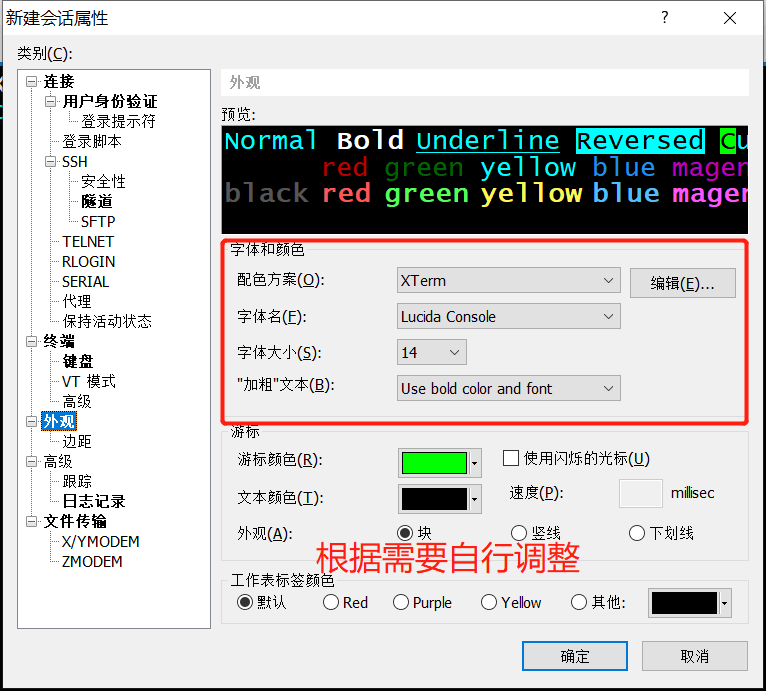 新建会话属性
?
类别(C):
连接
用户身份验证
登录提示符
登录脚本
SSH
安全性
隧道
SFTP
TELNET
RLOGIN
SERIAL
代理
保持活动状态
终端
键盘
VT 模式
高级
外观
边距
高级
跟踪
日志记录
文件传输
X/YMODEM
ZMODEM
外观
预览:
Normal Bold Underline Reversed Cu
red green yellow blue magen
black red green yellow blue magen
字体和颜色
配色方案(O): XTerm 编辑(E)...
字体名(F): Lucida Console
字体大小(S): 14
"加粗"文本(B): Use bold color and font
游标
游标颜色(R): 使用闪烁的光标(U)
文本颜色(T): 速度(P): millisec
外观(A): 块 竖线 下划线
根据需要自行调整
工作表标签颜色
默认 Red Purple Yellow 其他:
确定 取消